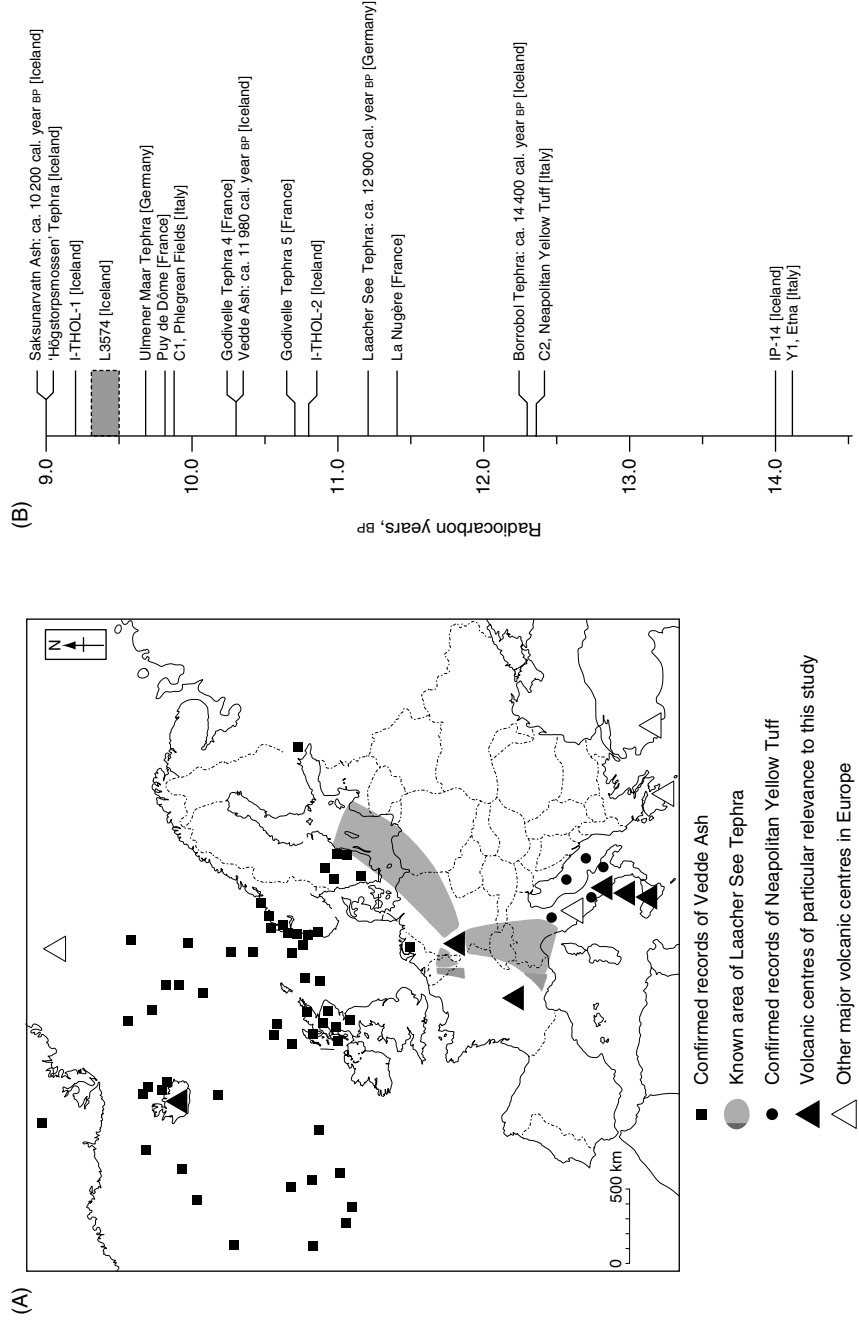 (A)
N
0 500 km
Confirmed records of Vedde Ash
Known area of Laacher See Tephra
Confirmed records of Neapolitan Yellow Tuff
Volcanic centres of particular relevance to this study
Other major volcanic centres in Europe
(B)
Radiocarbon years, BP
9.0
10.0
11.0
12.0
13.0
14.0
Saksunarvatn Ash: ca. 10 200 cal. year BP [Iceland]
'Högstorpsmossen' Tephra [Iceland]
I-THOL-1 [Iceland]
L3574 [Iceland]
Ulmener Maar Tephra [Germany]
Puy de Dôme [France]
C1, Phlegrean Fields [Italy]
Godivelle Tephra 4 [France]
Vedde Ash: ca. 11 980 cal. year BP [Iceland]
Godivelle Tephra 5 [France]
I-THOL-2 [Iceland]
Laacher See Tephra: ca. 12 900 cal. year BP [Germany]
La Nugère [France]
Borrobol Tephra: ca. 14 400 cal. year BP [Iceland]
C2, Neapolitan Yellow Tuff [Italy]
IP-14 [Iceland]
Y1, Etna [Italy]